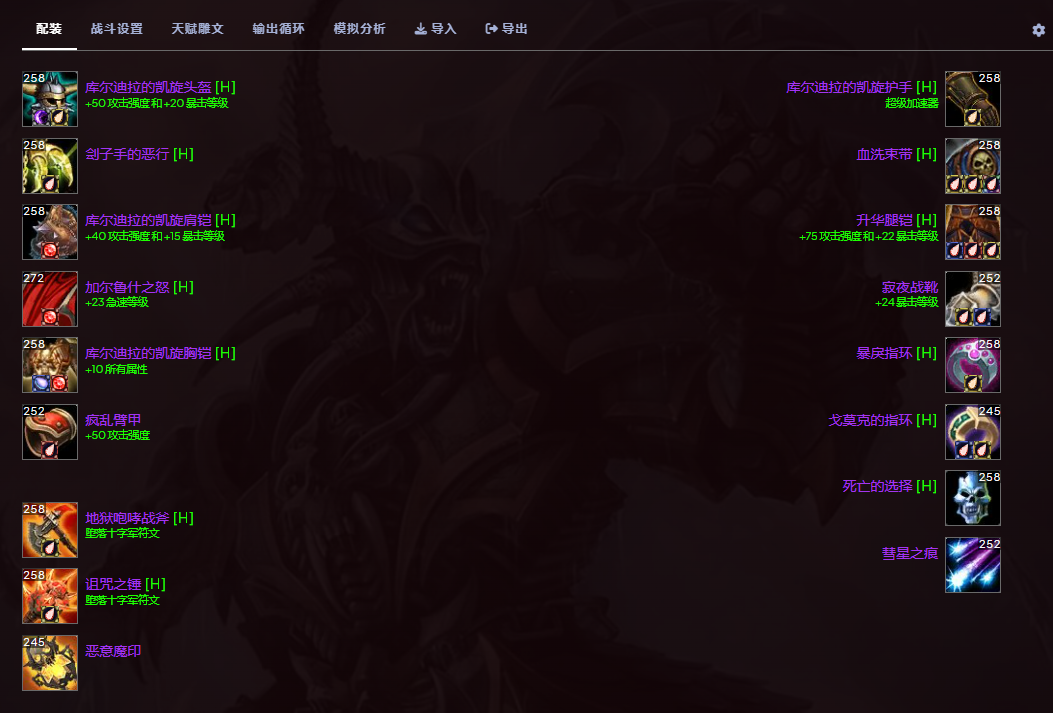 配装 战斗设置 天赋雕文 输出循环 模拟分析 导入 导出
258
库尔迪拉的凯旋头盔 [H]
+50 攻击强度 和 +20 暴击等级
258
刽子手的恶行 [H]
258
库尔迪拉的凯旋肩铠 [H]
+40 攻击强度 和 +15 暴击等级
272
加尔鲁什之怒 [H]
+23 急速等级
258
库尔迪拉的凯旋胸铠 [H]
+10 所有属性
252
疯乱臂甲
+50 攻击强度
258
地狱咆哮战斧 [H]
堕落十字军符文
258
诅咒之锤 [H]
堕落十字军符文
245
恶意魔印
库尔迪拉的凯旋护手 [H]
258
超级加速器
血洗束带 [H]
258
升华腿铠 [H]
258
+75 攻击强度 和 +22 暴击等级
寂夜战靴
252
+24 暴击等级
暴戾指环 [H]
258
戈莫克的指环 [H]
245
死亡的选择 [H]
258
彗星之痕
252